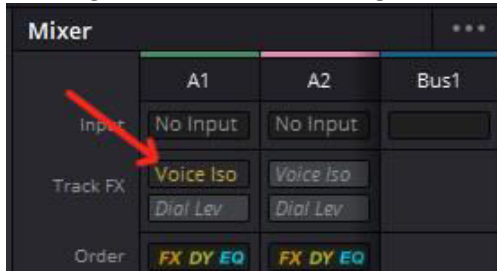 Mixer
A1 A2 Bus1
Input No Input No Input
Track FX Voice Iso Voice Iso
Dial Lev Dial Lev
Order FX DY EQ FX DY EQ